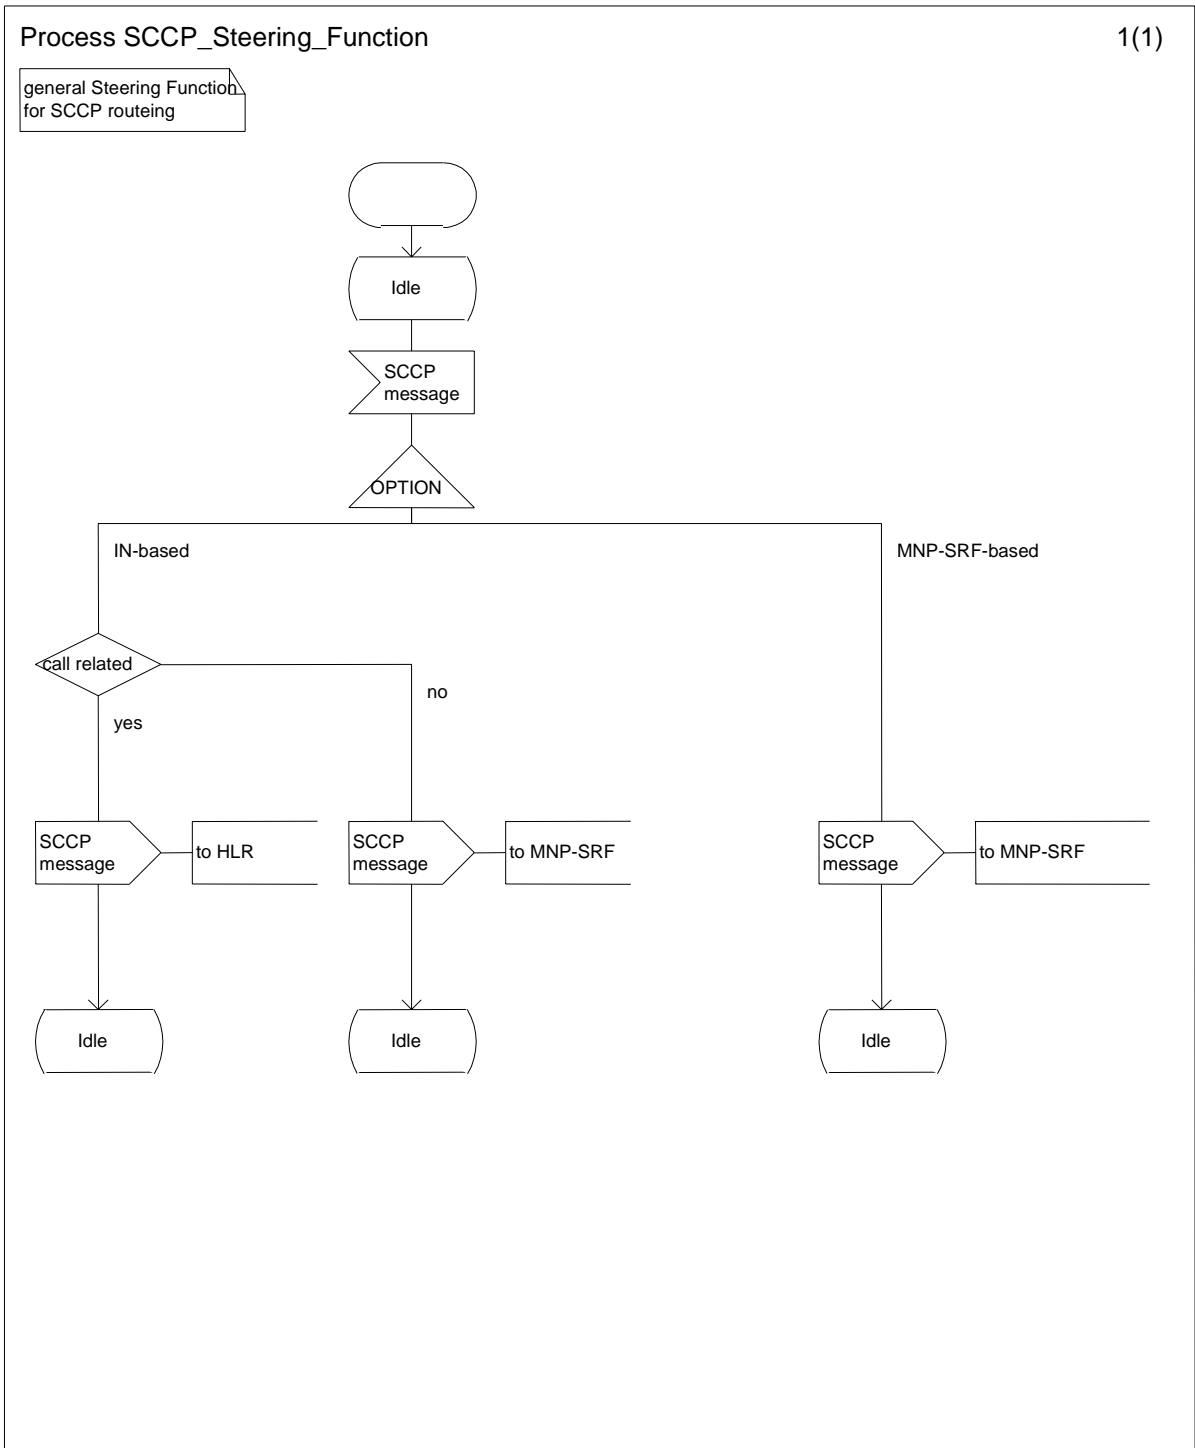 Process SCCP_Steering_Function
1(1)
general Steering Function
for SCCP routeing
Idle
SCCP
message
OPTION
IN-based
MNP-SRF-based
call related
no
yes
SCCP
message
to HLR
SCCP
message
to MNP-SRF
SCCP
message
to MNP-SRF
Idle
Idle
Idle